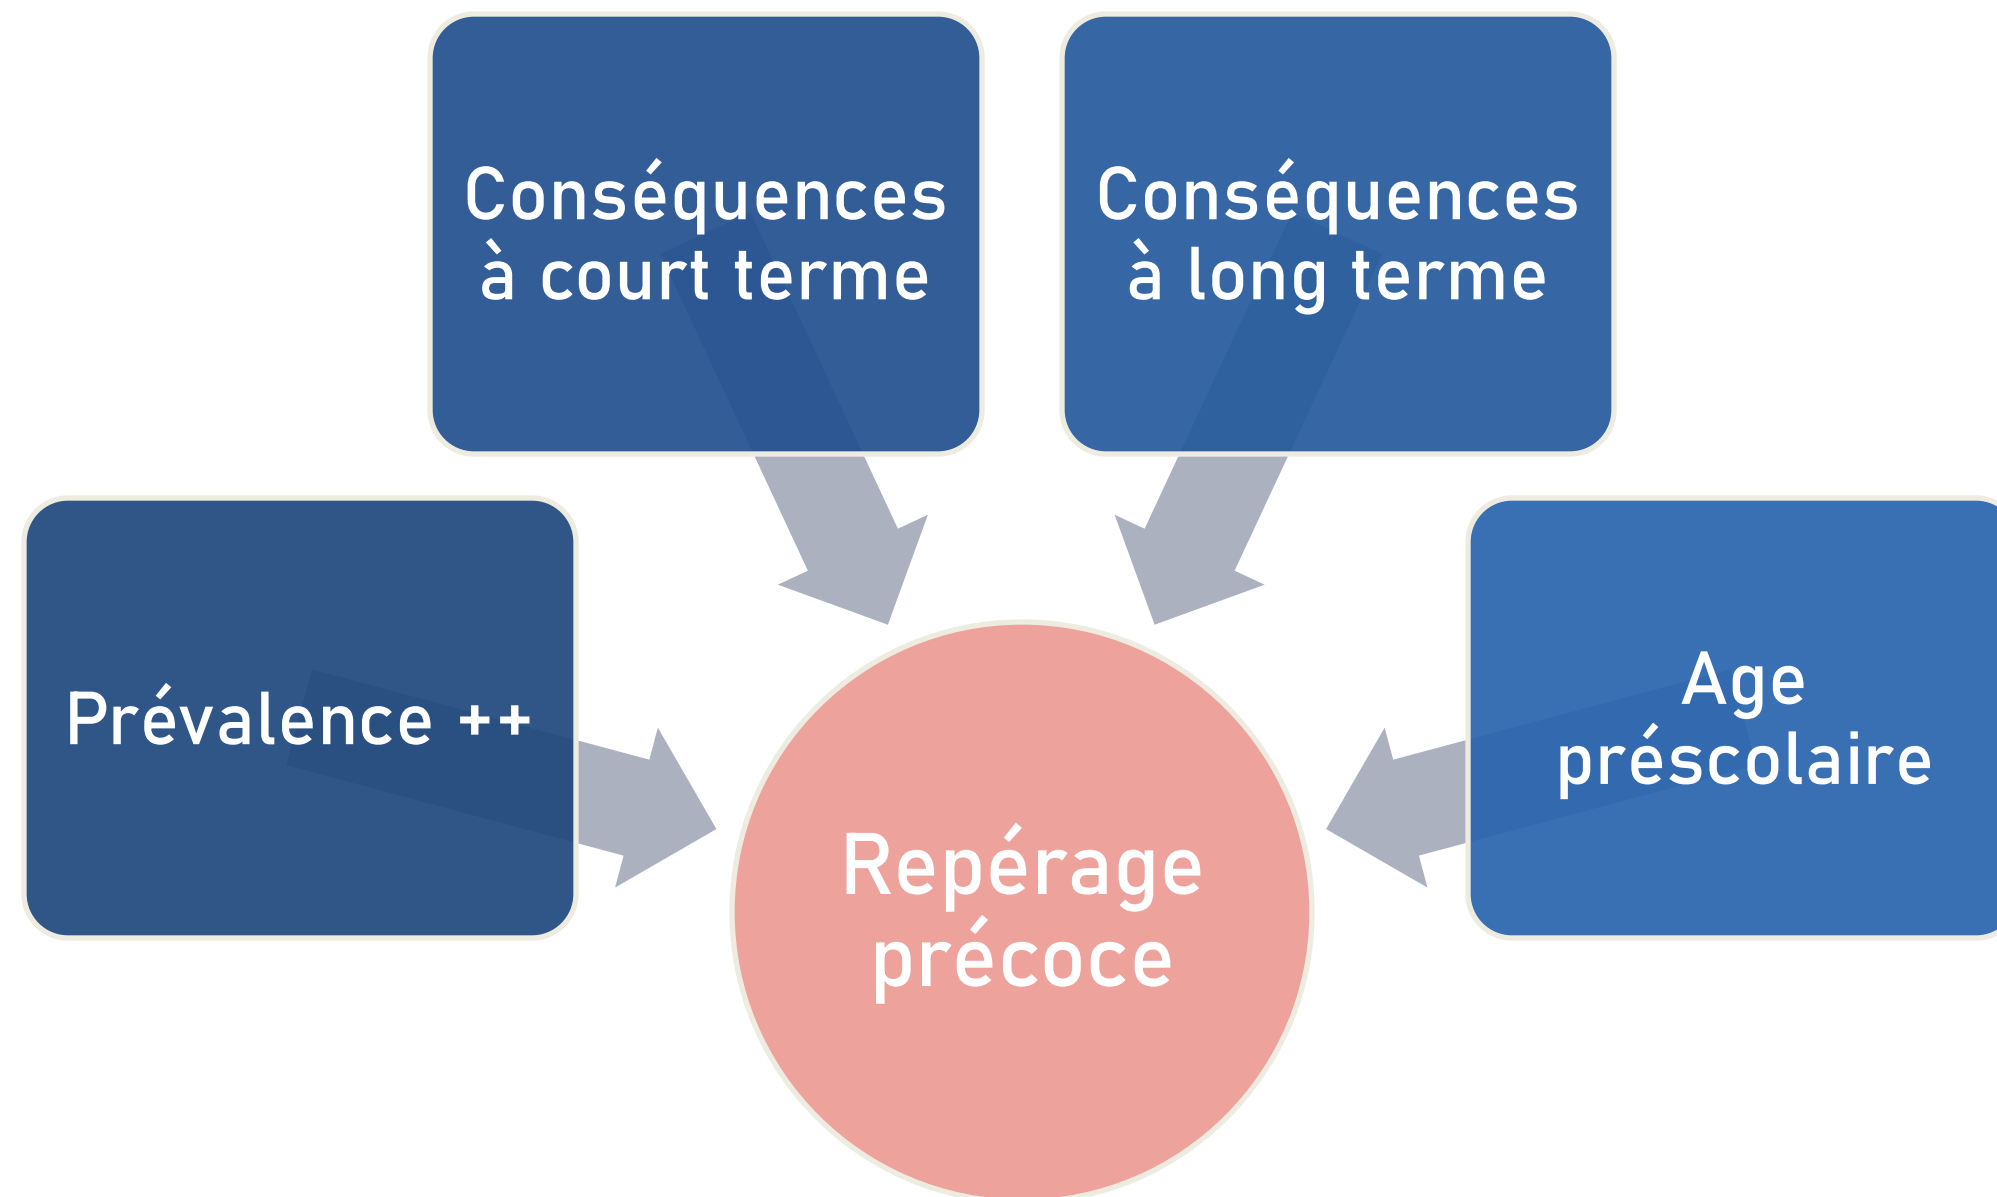 Conséquences
à court terme
Conséquences
à long terme
Prévalence ++
Age
préscolaire
Repérage
précoce